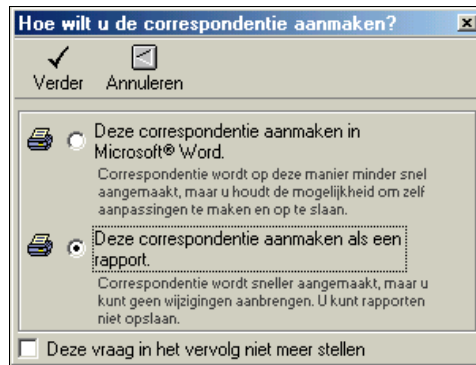 Hoe wilt u de correspondentie aanmaken?
Verder Annuleren
Deze correspondentie aanmaken in
Microsoft® Word.
Correspondentie wordt op deze manier minder snel
aangemaakt, maar u houdt de mogelijkheid om zelf
aanpassingen te maken en op te slaan.
Deze correspondentie aanmaken als een
rapport.
Correspondentie wordt sneller aangemaakt, maar u
kunt geen wijzigingen aanbrengen. U kunt rapporten
niet opslaan.
Deze vraag in het vervolg niet meer stellen